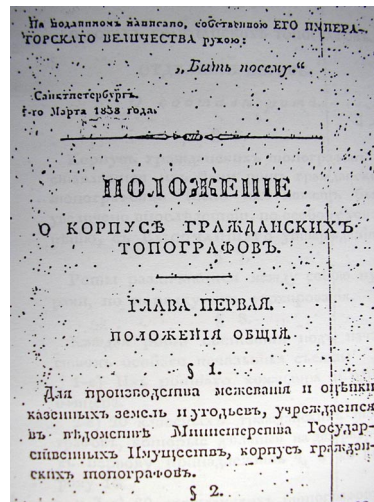 На подлинномъ написано, собственною ЕГО ИМПЕРА-
ТОРСКАГО ВЕЛИЧЕСТВА рукою:
„Быть посему.“
Санктпетербургъ.
-го Марта 1838 года.
ПОЛОЖЕНІЕ
О КОРПУСѢ ГРАЖДАНСКИХЪ
ТОПОГРАФОВЪ.
ГЛАВА ПЕРВАЯ.
ПОЛОЖЕНІЯ ОБЩІЯ.
§ 1.
Для производства межеванія и оцѣнки
казенныхъ земель и угодьевъ, учреждается
въ вѣдомствѣ Министерства Государ-
ственныхъ Имуществъ, корпусъ граждан-
скихъ топографовъ.
§ 2.